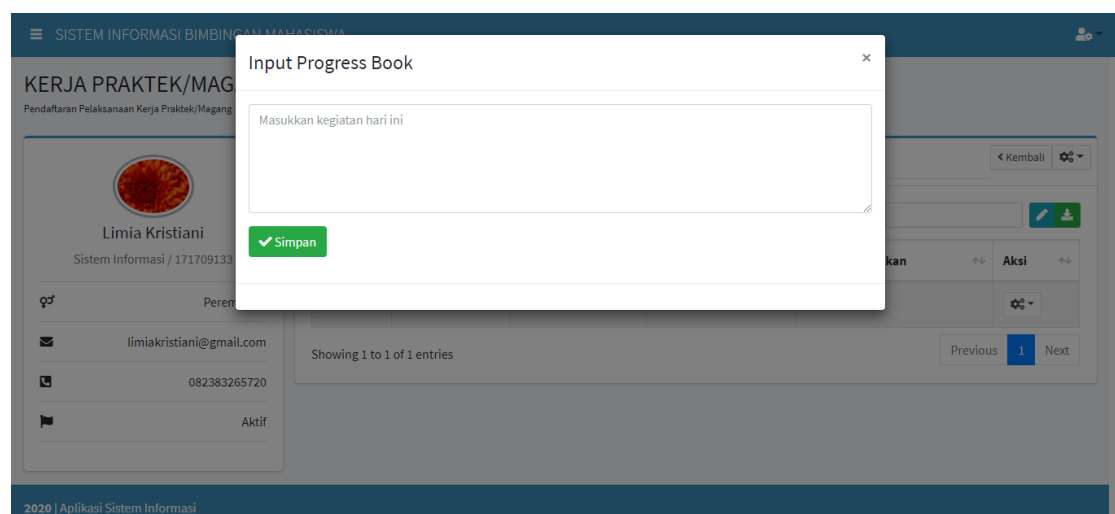 SISTEM INFORMASI BIMBINGAN MAHASISWA
Input Progress Book
×
KERJA PRAKTEK/MAG
Pendaftaran Pelaksanaan Kerja Praktek/Magang
Masukkan kegiatan hari ini
Kembali
Limia Kristiani
Simpan
Sistem Informasi / 171709133
kan
Aksi
Perem
limiakristiani@gmail.com
Showing 1 to 1 of 1 entries
Previous 1 Next
082383265720
Aktif
2020 | Aplikasi Sistem Informasi